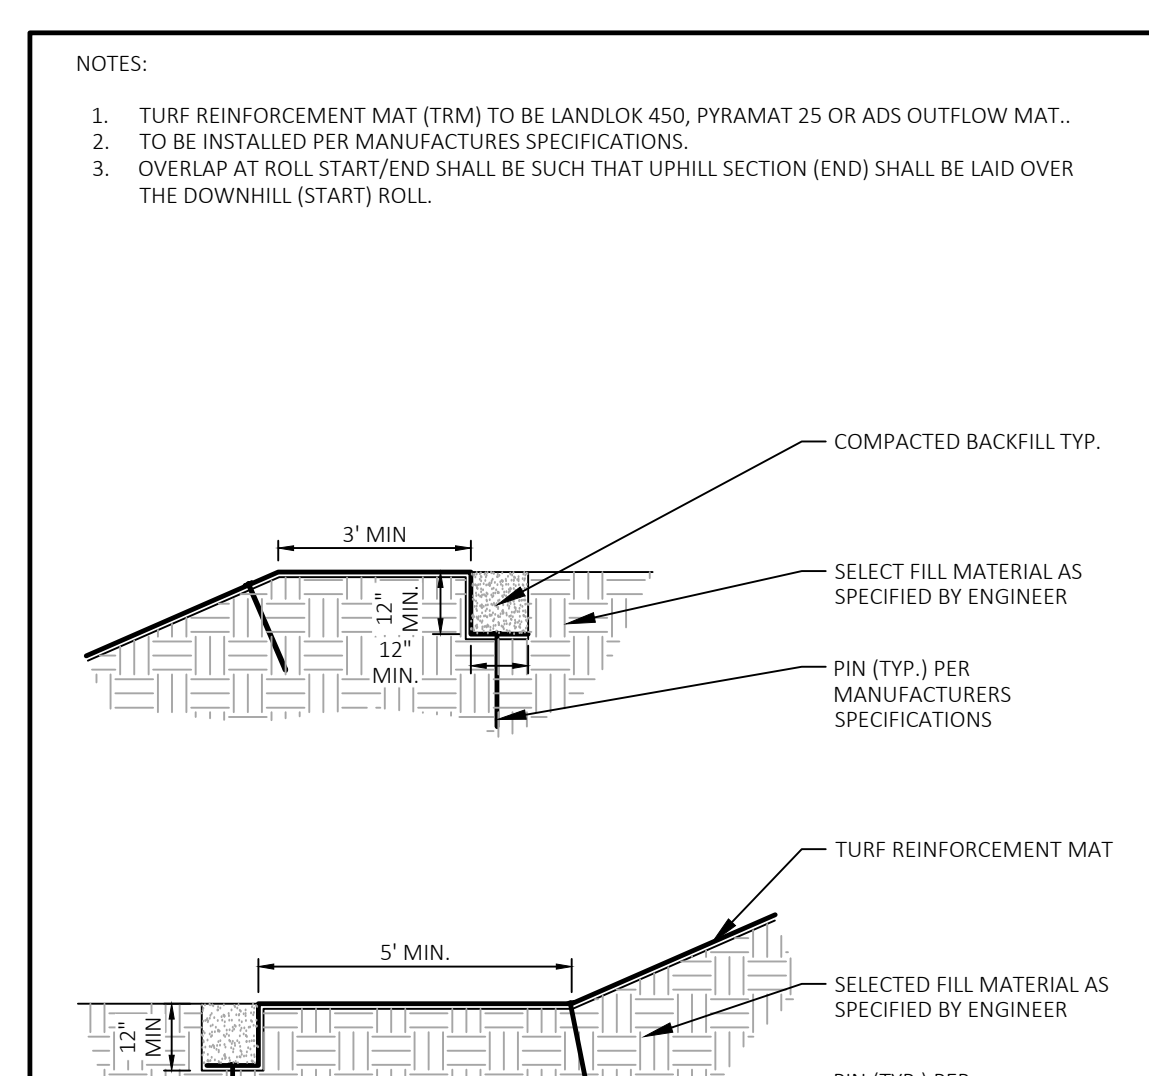 NOTES:
1. TURF REINFORCEMENT MAT (TRM) TO BE LANDLOK 450, PYRAMAT 25 OR ADS OUTFLOW MAT..
2. TO BE INSTALLED PER MANUFACTURES SPECIFICATIONS.
3. OVERLAP AT ROLL START/END SHALL BE SUCH THAT UPHILL SECTION (END) SHALL BE LAID OVER
THE DOWNHILL (START) ROLL.
COMPACTED BACKFILL TYP.
3' MIN
SELECT FILL MATERIAL AS
SPECIFIED BY ENGINEER
12"
MIN.
12"
MIN.
PIN (TYP.) PER
MANUFACTURERS
SPECIFICATIONS
TURF REINFORCEMENT MAT
5' MIN.
SELECTED FILL MATERIAL AS
SPECIFIED BY ENGINEER
12"
MIN
PIN (TYP.) PER